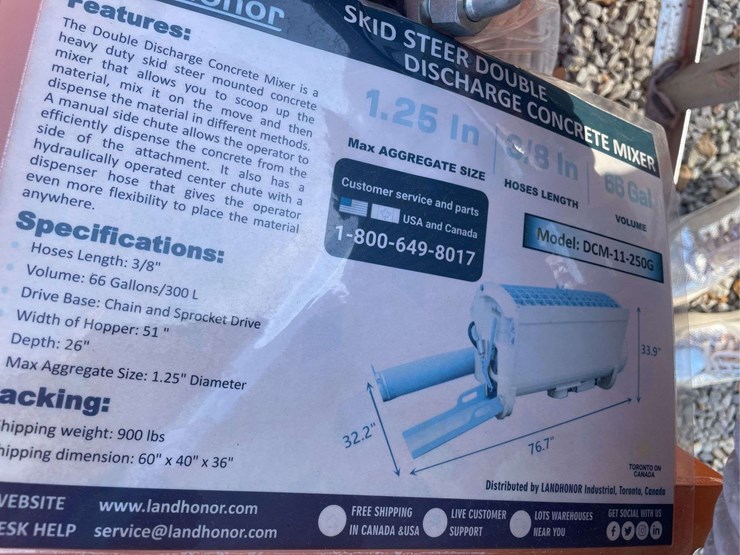 Features:
The Double Discharge Concrete Mixer is a
heavy duty skid steer mounted concrete
mixer that allows you to scoop up the
material, mix it on the move and then
dispense the material in different methods.
A manual side chute allows the operator to
efficiently dispense the concrete from the
side of the attachment. It also has a
hydraulically operated center chute with a
dispenser hose that gives the operator
even more flexibility to place the material
anywhere.
Specifications:
Hoses Length: 3/8"
Volume: 66 Gallons/300 L
Drive Base: Chain and Sprocket Drive
Width of Hopper: 51 "
Depth: 26"
Max Aggregate Size: 1.25" Diameter
acking:
hipping weight: 900 lbs
hipping dimension: 60" x 40" x 36"
SKID STEER DOUBLE
DISCHARGE CONCRETE MIXER
1.25 In
MAX AGGREGATE SIZE
3/8 In
HOSES LENGTH
66 Gal
VOLUME
Customer service and parts
USA and Canada
1-800-649-8017
Model: DCM-11-250G
33.9"
32.2"
76.7"
TORONTO ON
CANADA
Distributed by LANDHONOR Industrial, Toronto, Canada
WEBSITE www.landhonor.com
ESK HELP service@landhonor.com
FREE SHIPPING
IN CANADA &USA
LIVE CUSTOMER
SUPPORT
LOTS WAREHOUSES
NEAR YOU
GET SOCIAL WITH US